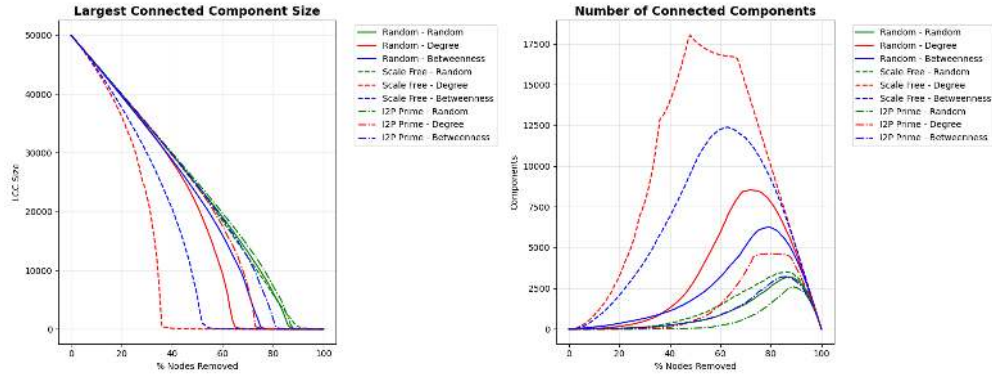 Largest Connected Component Size
50000
40000
30000
20000
10000
0
LCC Size
0 20 40 60 80 100
% Nodes Removed
Random - Random
Random - Degree
Random - Betweenness
Scale Free - Random
Scale Free - Degree
Scale Free - Betweenness
I2P Prime - Random
I2P Prime - Degree
I2P Prime - Betweenness
Number of Connected Components
17500
15000
12500
10000
7500
5000
2500
0
Components
0 20 40 60 80 100
% Nodes Removed
Random - Random
Random - Degree
Random - Betweenness
Scale Free - Random
Scale Free - Degree
Scale Free - Betweenness
I2P Prime - Random
I2P Prime - Degree
I2P Prime - Betweenness